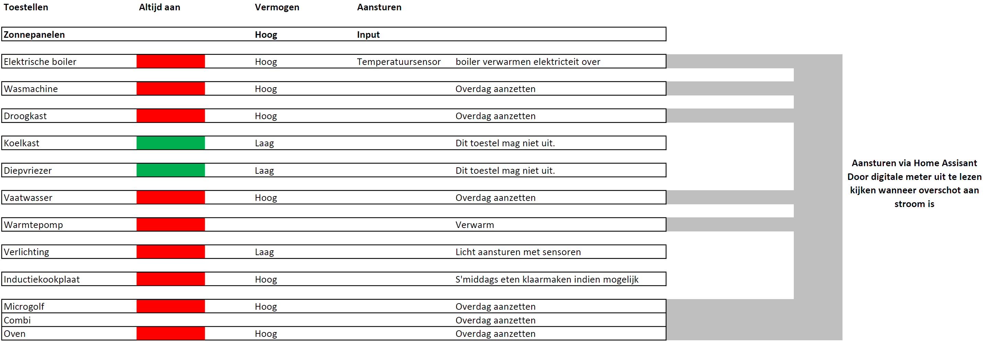 Toestellen Altijd aan Vermogen Aansturen
Zonnepanelen Hoog Input
Elektrische boiler Hoog Temperatuursensor boiler verwarmen elektricteit over
Wasmachine Hoog Overdag aanzetten
Droogkast Hoog Overdag aanzetten
Koelkast Laag Dit toestel mag niet uit.
Diepvriezer Laag Dit toestel mag niet uit.
Vaatwasser Hoog Overdag aanzetten
Warmtepomp Verwarm
Verlichting Laag Licht aansturen met sensoren
Inductiekookplaat Hoog S'middags eten klaarmaken indien mogelijk
Microgolf Hoog Overdag aanzetten
Combi Overdag aanzetten
Oven Hoog Overdag aanzetten
Aansturen via Home Assisant
Door digitale meter uit te lezen
kijken wanneer overschot aan
stroom is